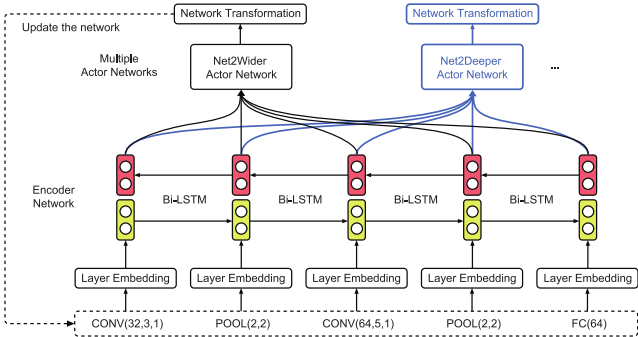 Network Transformation
Network Transformation
Update the network
Multiple
Actor Networks
Net2Wider
Actor Network
Net2Deeper
Actor Network
...
Encoder
Network
Bi-LSTM
Bi-LSTM
Bi-LSTM
Bi-LSTM
Layer Embedding
Layer Embedding
Layer Embedding
Layer Embedding
Layer Embedding
CONV(32,3,1)
POOL(2,2)
CONV(64,5,1)
POOL(2,2)
FC(64)